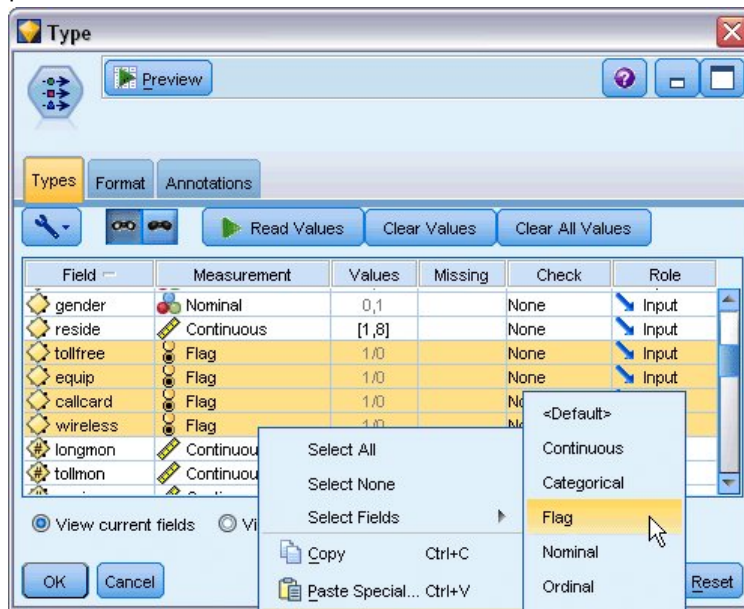 Type
Preview
Types Format Annotations
Read Values Clear Values Clear All Values
Field Measurement Values Missing Check Role
gender Nominal 0,1 None Input
reside Continuous [1,8] None Input
tollfree Flag 1/0 None Input
equip Flag 1/0 None Input
callcard Flag 1/0
wireless Flag 1/0
longmon
tollmon
Select All
Select None
Select Fields
Copy Ctrl+C
Paste Special... Ctrl+V
<Default>
Continuous
Categorical
Flag
Nominal
Ordinal
View current fields
OK Cancel Reset